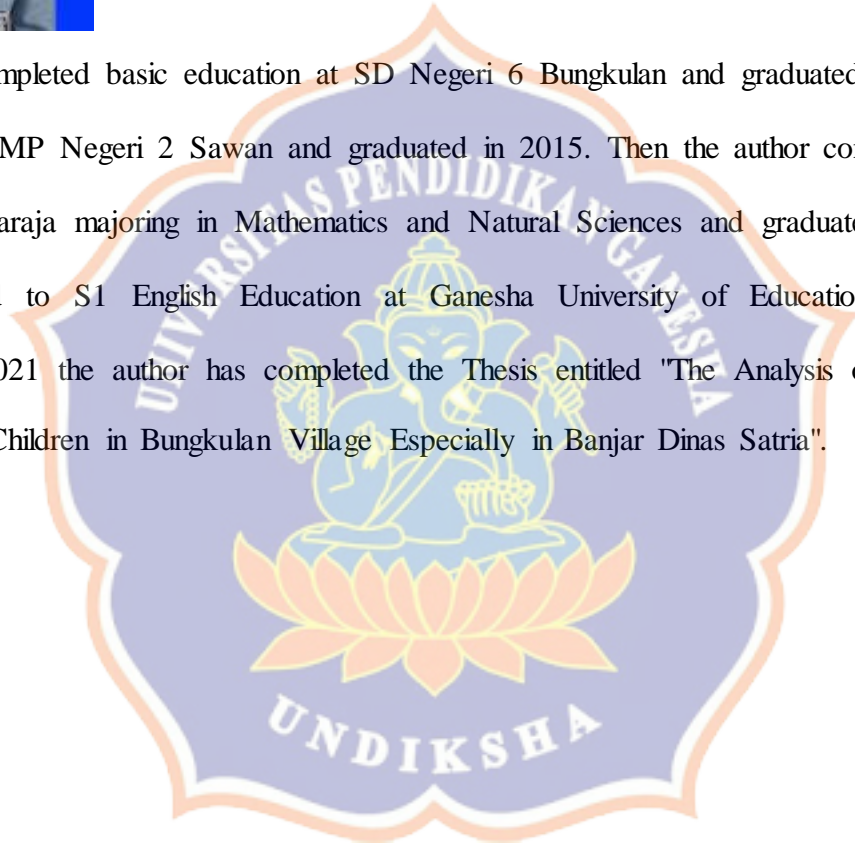 mpleted basic education at SD Negeri 6 Bungkulan and graduated
MP Negeri 2 Sawan and graduated in 2015. Then the author co
araja majoring in Mathematics and Natural Sciences and graduat
to S1 English Education at Ganesha University of Educatio
021 the author has completed the Thesis entitled "The Analysis
Children in Bungkulan Village Especially in Banjar Dinas Satria".
UNIVERSITAS PENDIDIKAN GANESHA
UNDIKSHA